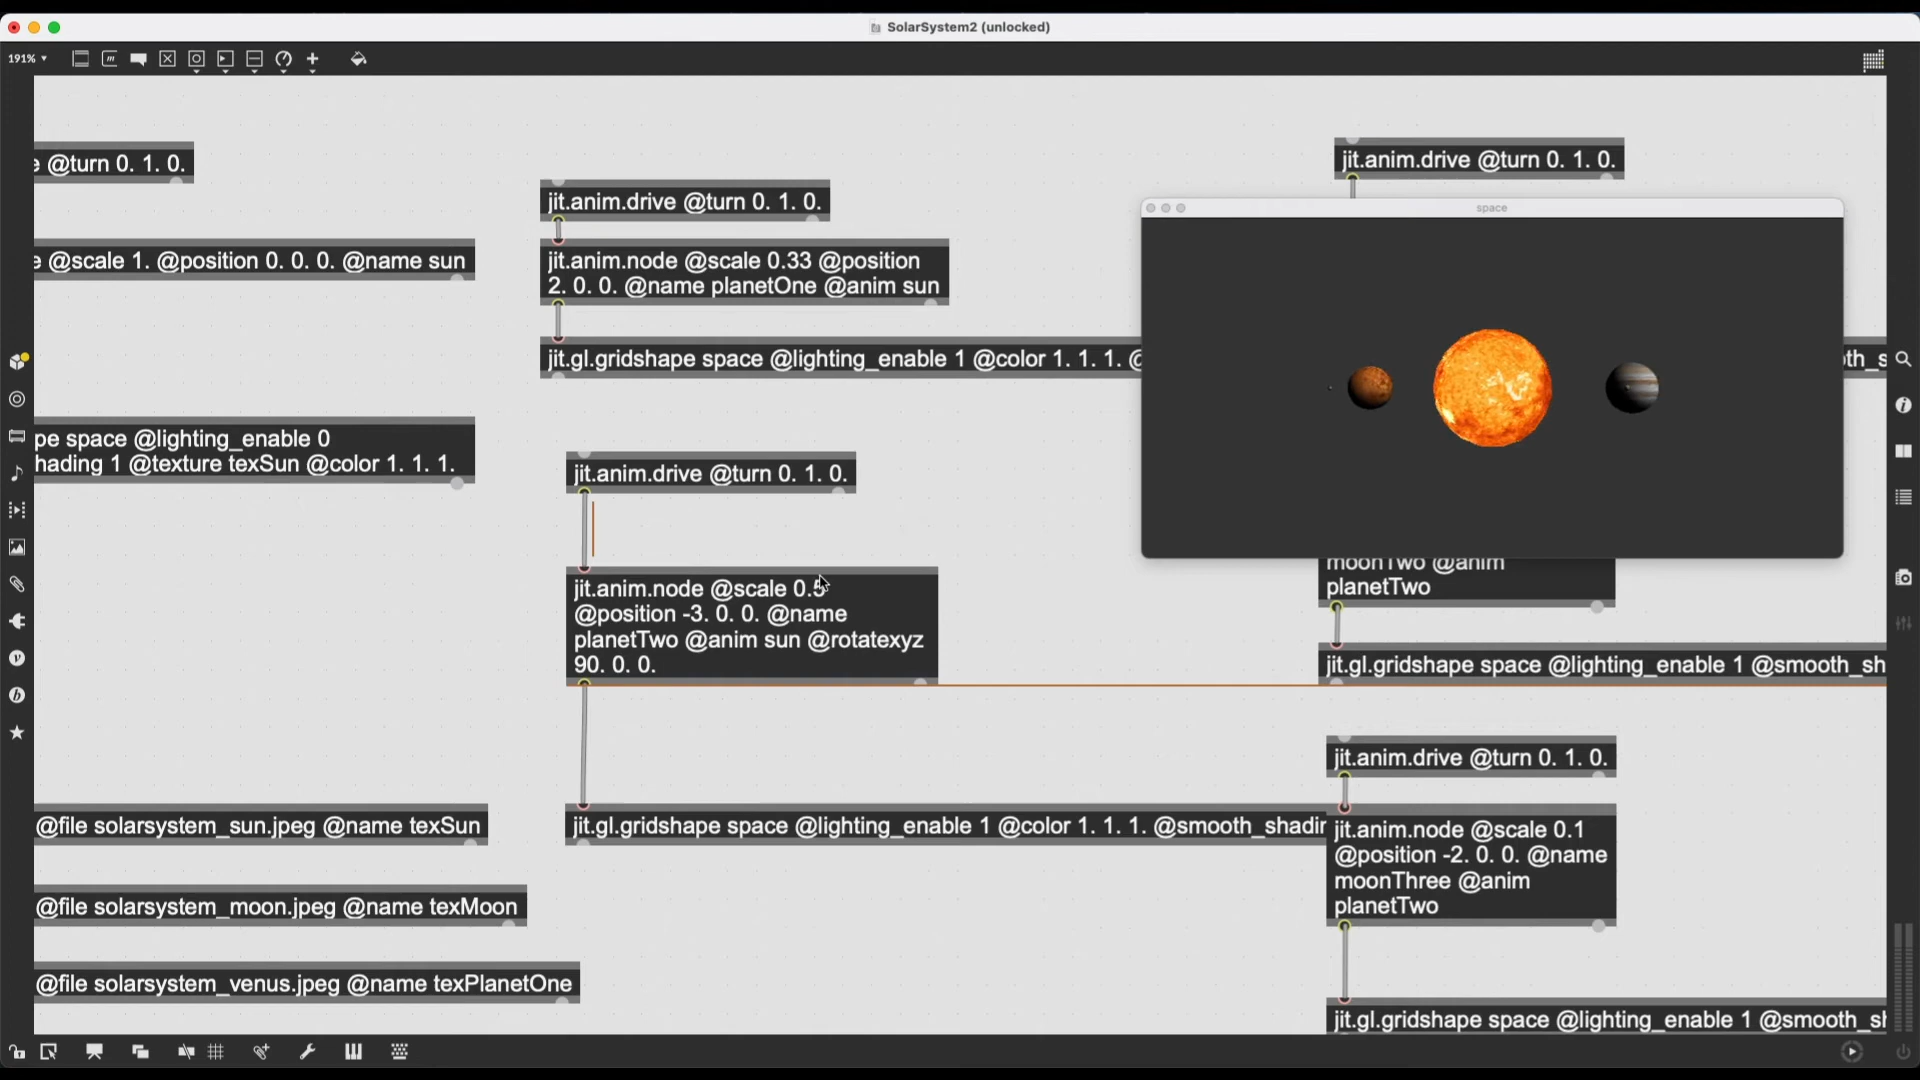 SolarSystem2 (unlocked)
191%
e @turn 0. 1. 0.
e @scale 1. @position 0. 0. 0. @name sun
pe space @lighting_enable 0
hading 1 @texture texSun @color 1. 1. 1.
@file solarsystem_sun.jpeg @name texSun
@file solarsystem_moon.jpeg @name texMoon
@file solarsystem_venus.jpeg @name texPlanetOne
jit.anim.drive @turn 0. 1. 0.
jit.anim.node @scale 0.33 @position
2. 0. 0. @name planetOne @anim sun
jit.gl.gridshape space @lighting_enable 1 @color 1. 1. 1. @
jit.anim.drive @turn 0. 1. 0.
jit.anim.node @scale 0.5
@position -3. 0. 0. @name
planetTwo @anim sun @rotatexyz
90. 0. 0.
jit.gl.gridshape space @lighting_enable 1 @color 1. 1. 1. @smooth_shadin
jit.anim.drive @turn 0. 1. 0.
space
th_s
moonTwo @anim
planetTwo
jit.gl.gridshape space @lighting_enable 1 @smooth_sh
jit.anim.drive @turn 0. 1. 0.
jit.anim.node @scale 0.1
@position -2. 0. 0. @name
moonThree @anim
planetTwo
jit.gl.gridshape space @lighting_enable 1 @smooth_sh